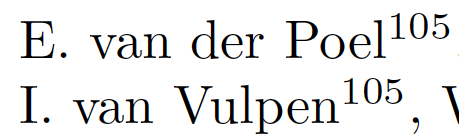 E. van der Poel¹⁰⁵
I. van Vulpen¹⁰⁵,